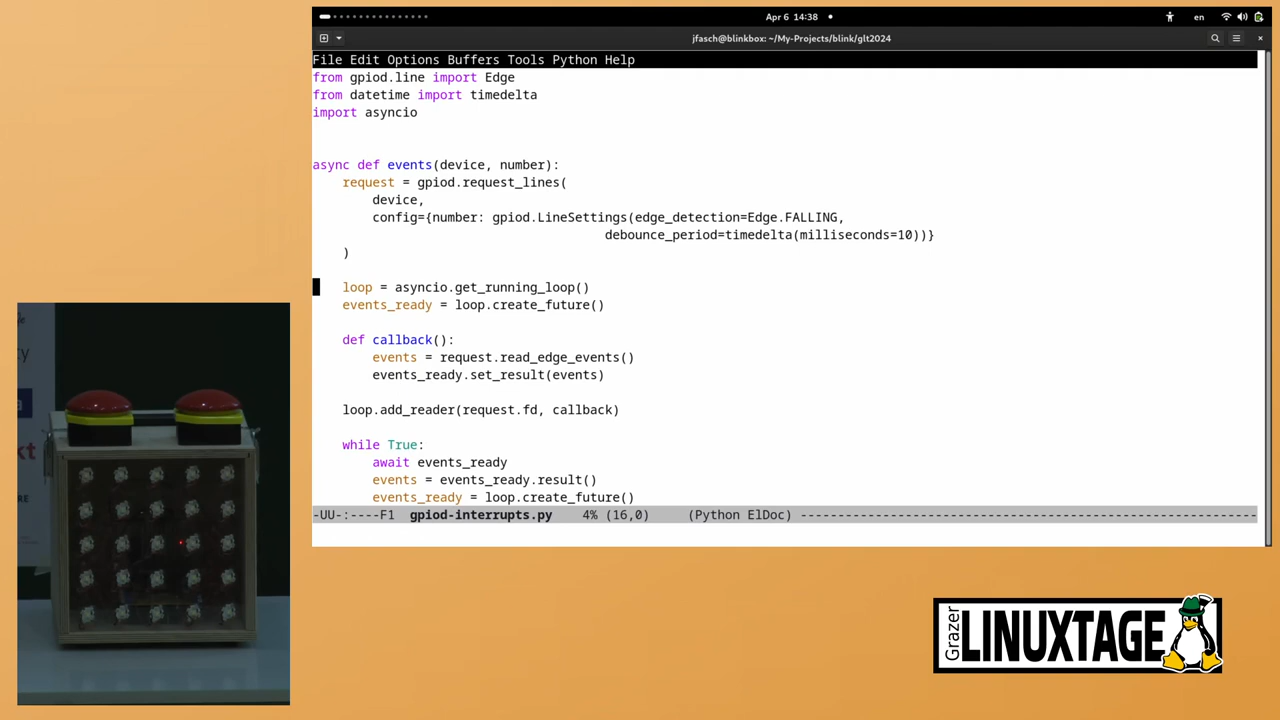 Apr 6 14:38
en
jfasch@blinkbox: ~/My-Projects/blink/glt2024
File Edit Options Buffers Tools Python Help
from gpiod.line import Edge
from datetime import timedelta
import asyncio
async def events(device, number):
    request = gpiod.request_lines(
        device,
        config={number: gpiod.LineSettings(edge_detection=Edge.FALLING,
                                       debounce_period=timedelta(milliseconds=10))}
    )
    loop = asyncio.get_running_loop()
    events_ready = loop.create_future()
    def callback():
        events = request.read_edge_events()
        events_ready.set_result(events)
    loop.add_reader(request.fd, callback)
    while True:
        await events_ready
        events = events_ready.result()
        events_ready = loop.create_future()
-UU-:----F1  gpiod-interrupts.py    4% (16,0)     (Python ElDoc) --------------------------------------------------------------
Grazer
LINUXTAGE